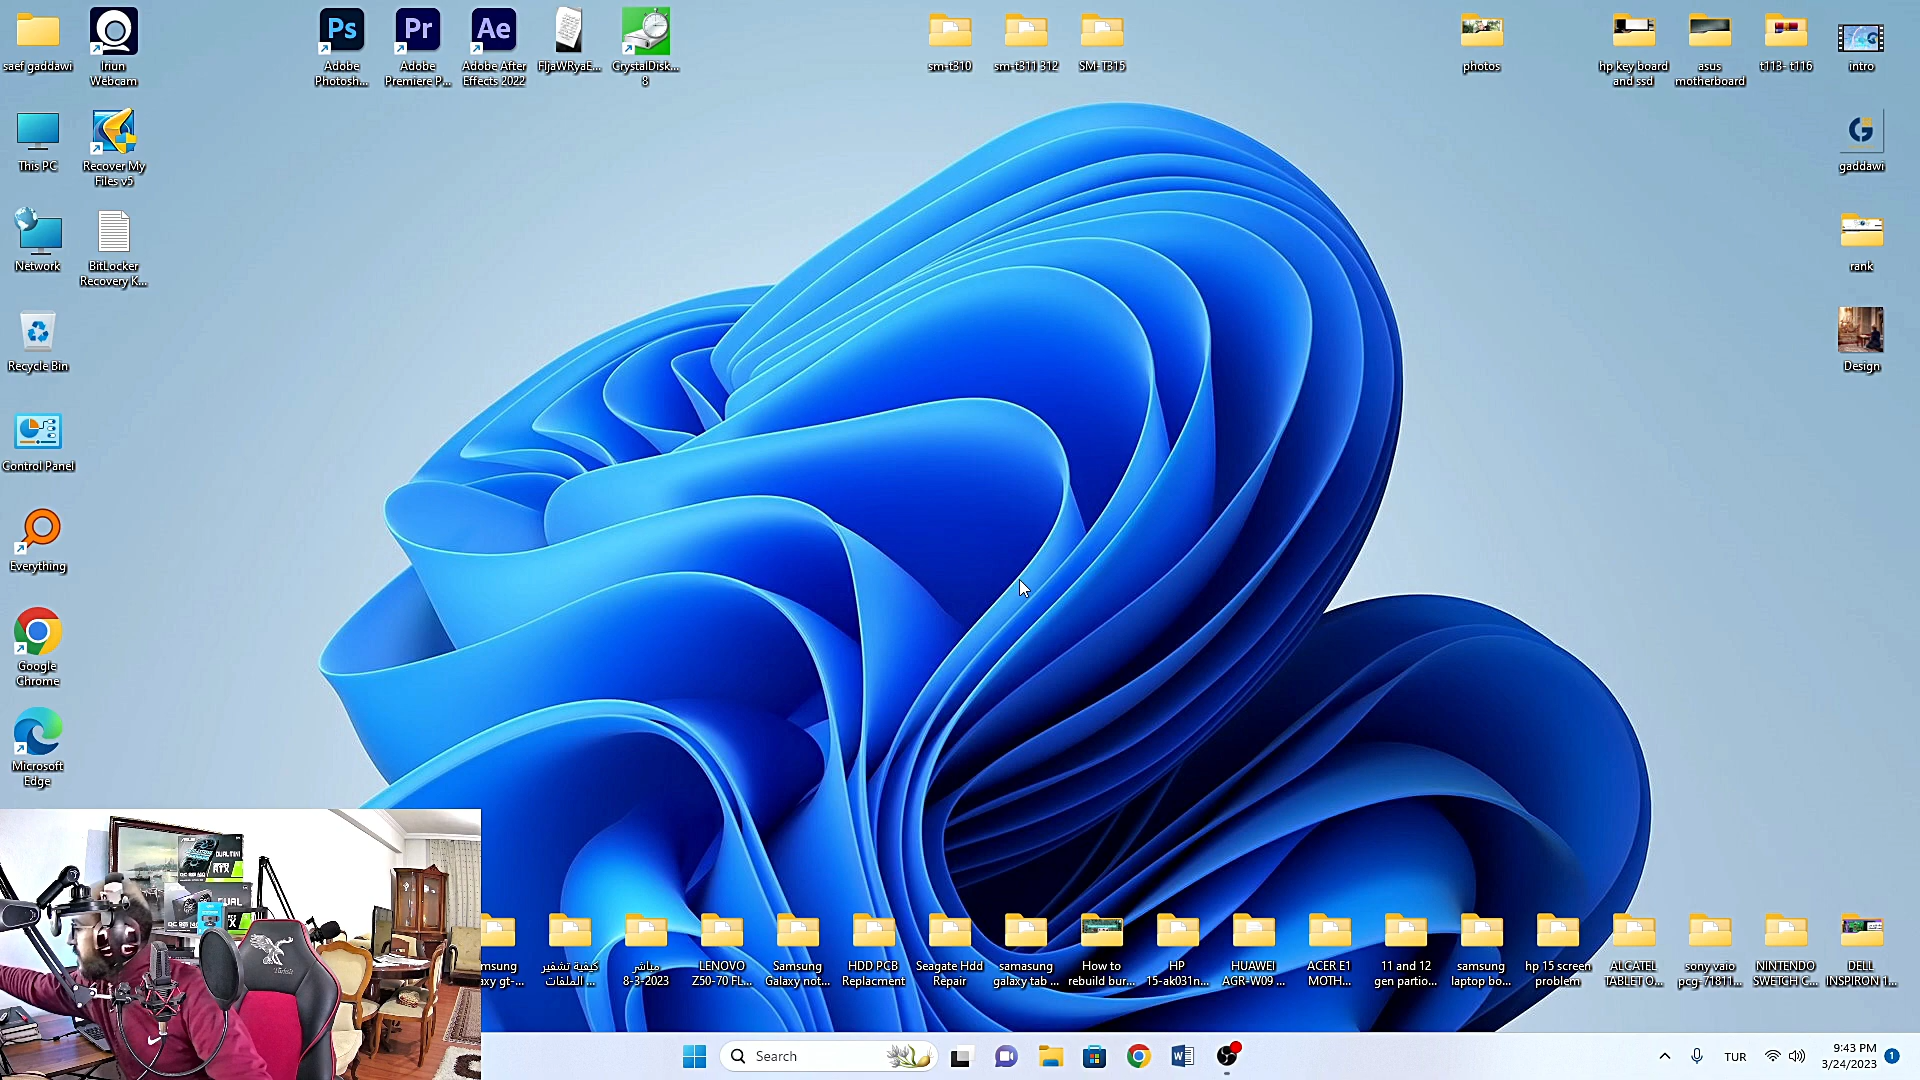 saef gaddawi
Iriun
Webcam
Ps
Adobe
Photosh...
Pr
Adobe
Premiere P...
Ae
Adobe After
Effects 2022
FIjaWRyaE...
CrystalDisk...
8
sm-t310
sm-t311 312
SM-T315
photos
hp key board
and ssd
asus
motherboard
t113- t116
intro
This PC
Recover My
Files v5
gaddawi
Network
BitLocker
Recovery K...
rank
Recycle Bin
Design
Control Panel
Everything
Google
Chrome
Microsoft
Edge
msung
axy gt-...
كيفية تشفير
الملفات ...
مباشر
8-3-2023
LENOVO
Z50-70 FL...
Samsung
Galaxy not...
HDD PCB
Replacment
Seagate Hdd
Repair
samasung
galaxy tab ...
How to
rebuild bur...
HP
15-ak031n...
HUAWEI
AGR-W09 ...
ACER E1
MOTH...
11 and 12
gen partio...
samsung
laptop bo...
hp 15 screen
problem
ALCATEL
TABLET O...
sony vaio
pcg-71811...
NINTENDO
SWETCH C...
DELL
INSPIRON 1...
Search
TUR
9:43 PM
3/24/2023
1